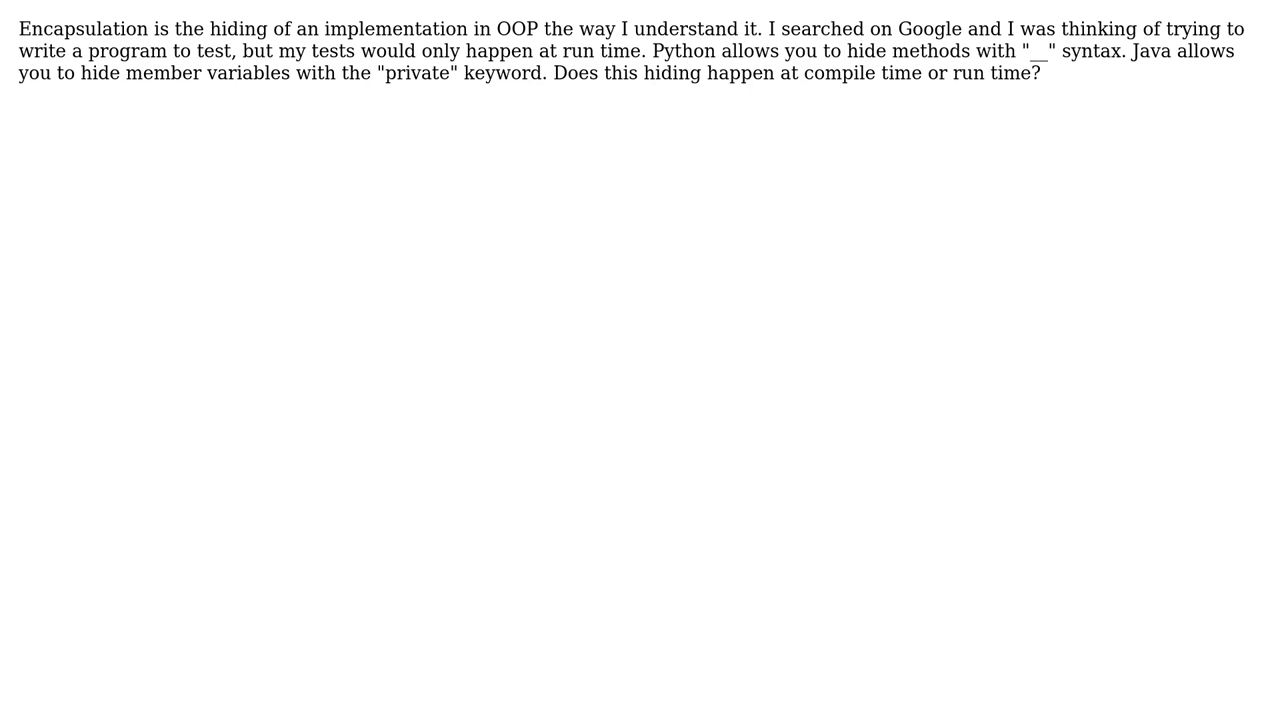 Encapsulation is the hiding of an implementation in OOP the way I understand it. I searched on Google and I was thinking of trying to
write a program to test, but my tests would only happen at run time. Python allows you to hide methods with "__" syntax. Java allows
you to hide member variables with the "private" keyword. Does this hiding happen at compile time or run time?